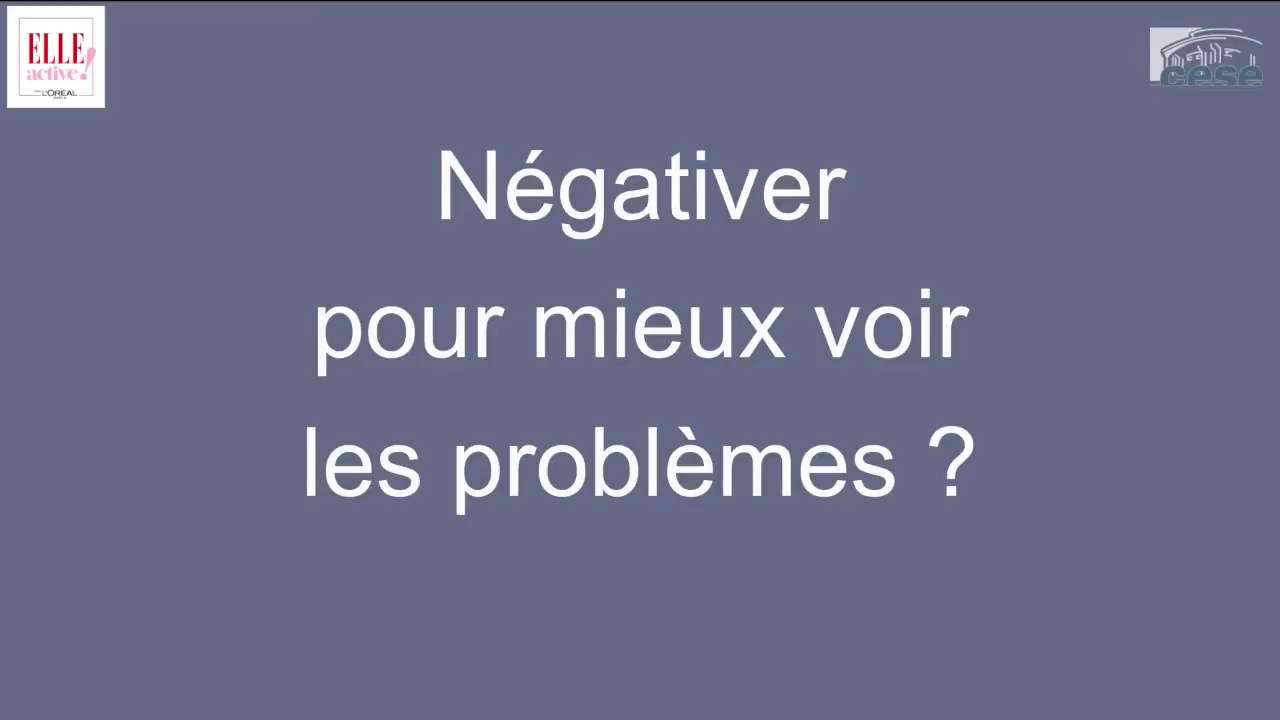 ELLE
active!
L'ORÉAL
cese
Négativer
pour mieux voir
les problèmes ?